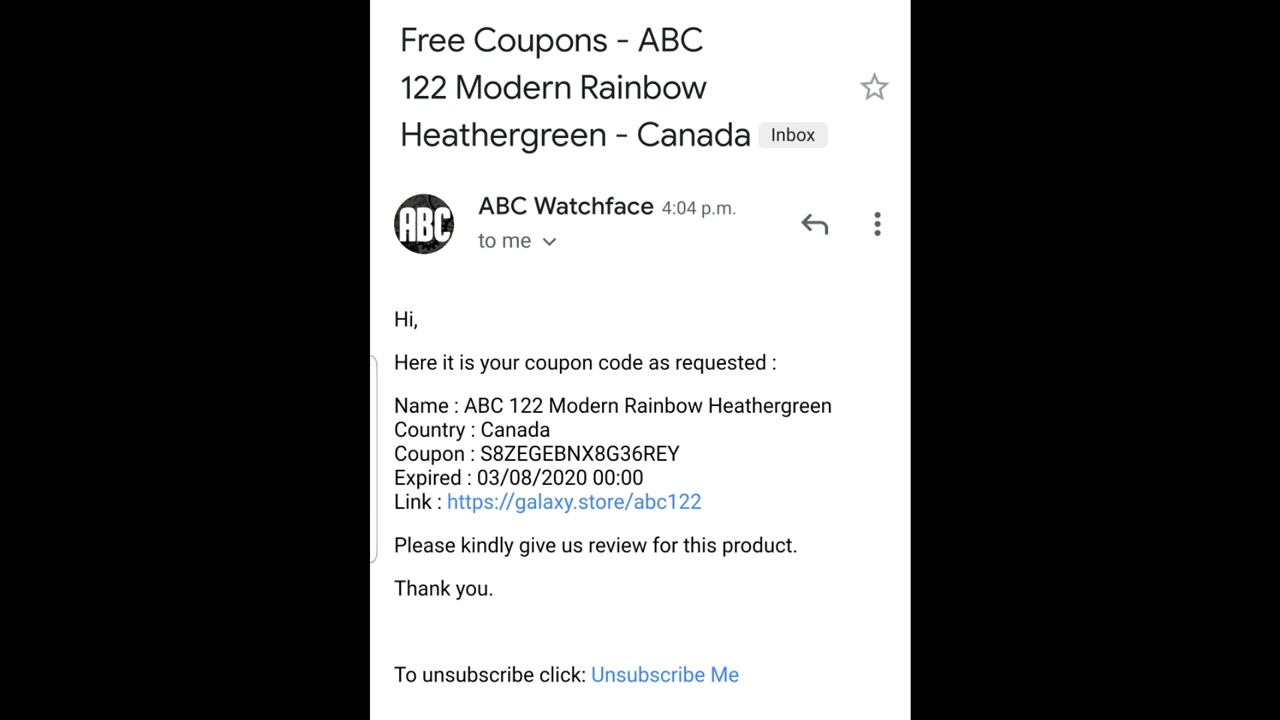 Free Coupons - ABC
122 Modern Rainbow
Heathergreen - Canada Inbox
ABC
ABC Watchface 4:04 p.m.
to me
Hi,
Here it is your coupon code as requested :
Name : ABC 122 Modern Rainbow Heathergreen
Country : Canada
Coupon : S8ZEGEBNX8G36REY
Expired : 03/08/2020 00:00
Link : https://galaxy.store/abc122
Please kindly give us review for this product.
Thank you.
To unsubscribe click: Unsubscribe Me